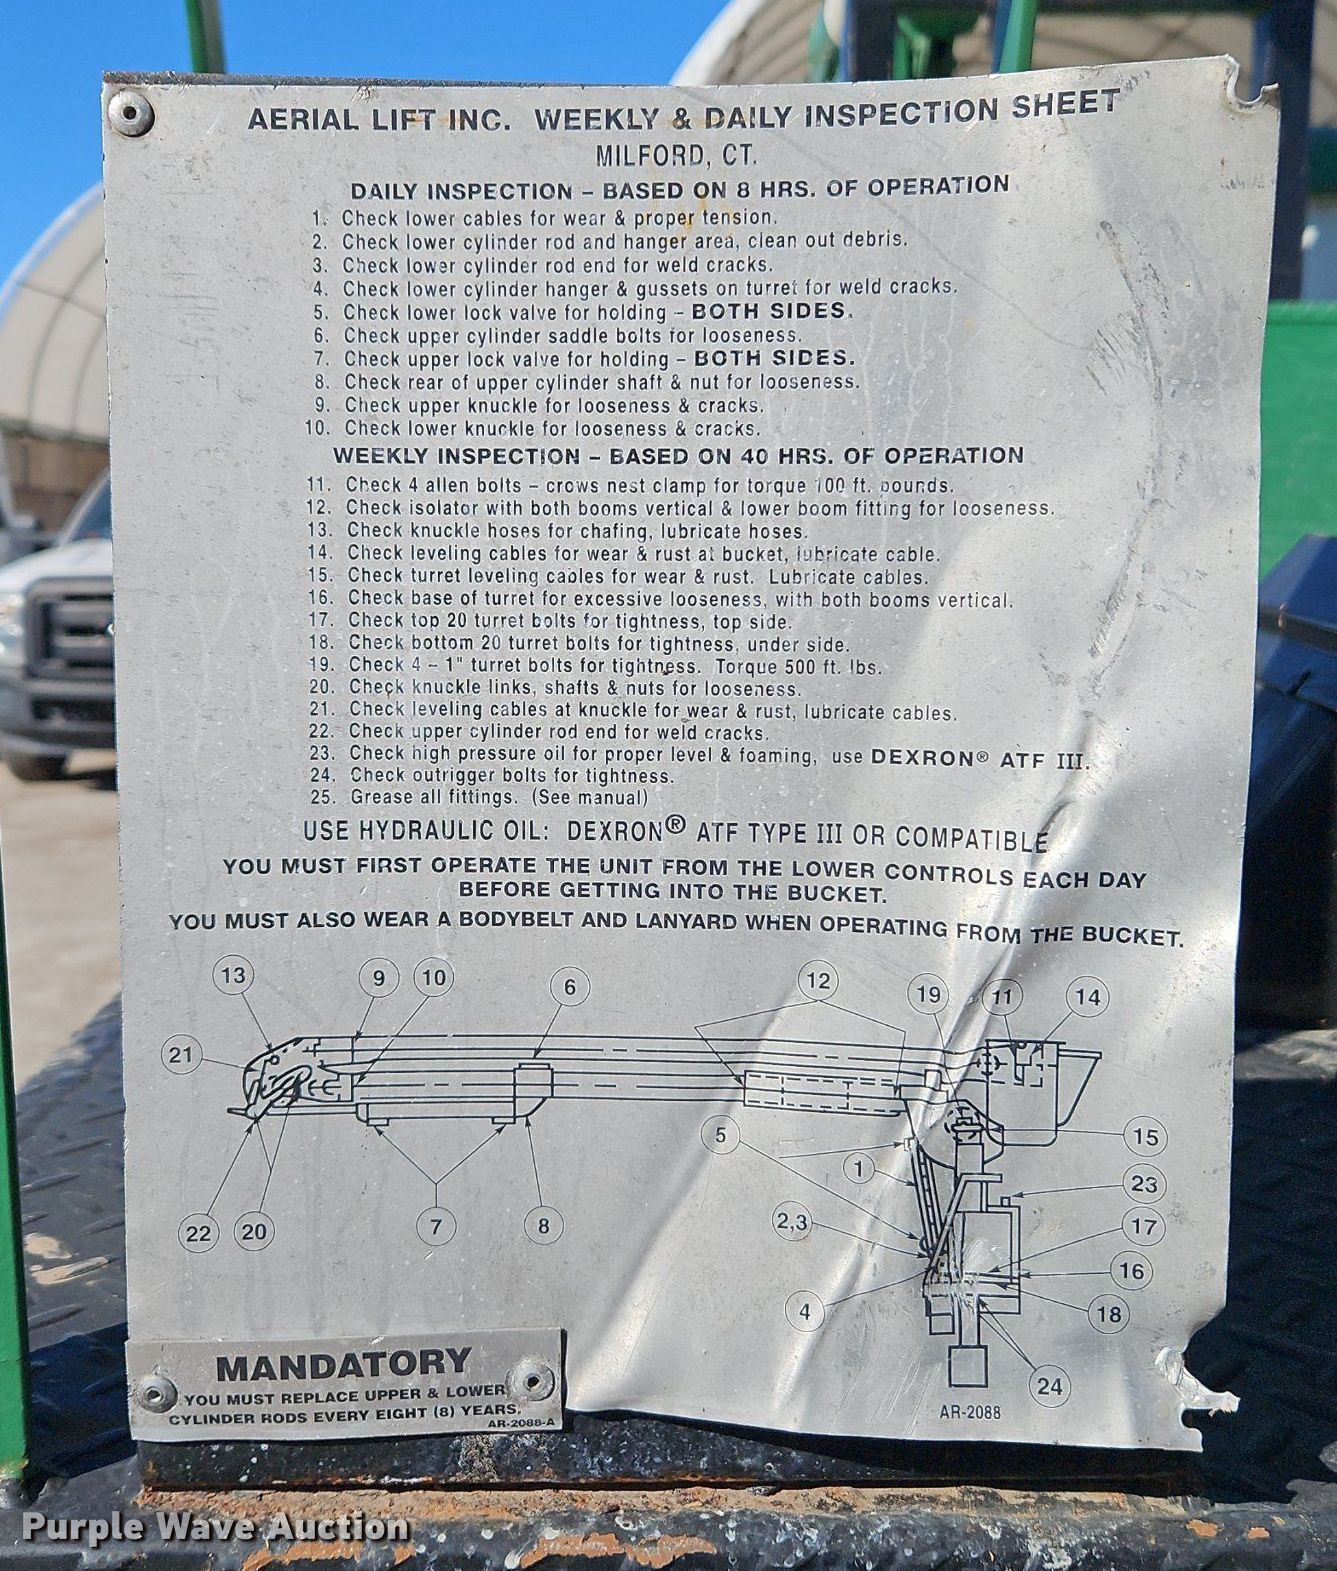 AERIAL LIFT INC. WEEKLY & DAILY INSPECTION SHEET
MILFORD, CT.
DAILY INSPECTION – BASED ON 8 HRS. OF OPERATION
1. Check lower cables for wear & proper tension.
2. Check lower cylinder rod and hanger area, clean out debris.
3. Check lower cylinder rod end for weld cracks.
4. Check lower cylinder hanger & gussets on turret for weld cracks.
5. Check lower lock valve for holding – BOTH SIDES.
6. Check upper cylinder saddle bolts for looseness.
7. Check upper lock valve for holding – BOTH SIDES.
8. Check rear of upper cylinder shaft & nut for looseness.
9. Check upper knuckle for looseness & cracks.
10. Check lower knuckle for looseness & cracks.
WEEKLY INSPECTION – BASED ON 40 HRS. OF OPERATION
11. Check 4 allen bolts – crows nest clamp for torque 100 ft. pounds.
12. Check isolator with both booms vertical & lower boom fitting for looseness.
13. Check knuckle hoses for chafing, lubricate hoses.
14. Check leveling cables for wear & rust at bucket, lubricate cable.
15. Check turret leveling cables for wear & rust. Lubricate cables.
16. Check base of turret for excessive looseness, with both booms vertical.
17. Check top 20 turret bolts for tightness, top side.
18. Check bottom 20 turret bolts for tightness, under side.
19. Check 4 – 1" turret bolts for tightness. Torque 500 ft. lbs.
20. Check knuckle links, shafts & nuts for looseness.
21. Check leveling cables at knuckle for wear & rust, lubricate cables.
22. Check upper cylinder rod end for weld cracks.
23. Check high pressure oil for proper level & foaming, use DEXRON® ATF III.
24. Check outrigger bolts for tightness.
25. Grease all fittings. (See manual)
USE HYDRAULIC OIL: DEXRON® ATF TYPE III OR COMPATIBLE
YOU MUST FIRST OPERATE THE UNIT FROM THE LOWER CONTROLS EACH DAY
BEFORE GETTING INTO THE BUCKET.
YOU MUST ALSO WEAR A BODYBELT AND LANYARD WHEN OPERATING FROM THE BUCKET.
13 9 10 6 12 19 11 14
21
5 15
1
23
2,3 17
22 20 7 8
16
4 18
24
AR-2088
MANDATORY
YOU MUST REPLACE UPPER & LOWER
CYLINDER RODS EVERY EIGHT (8) YEARS.
AR-2088-A
Purple Wave Auction